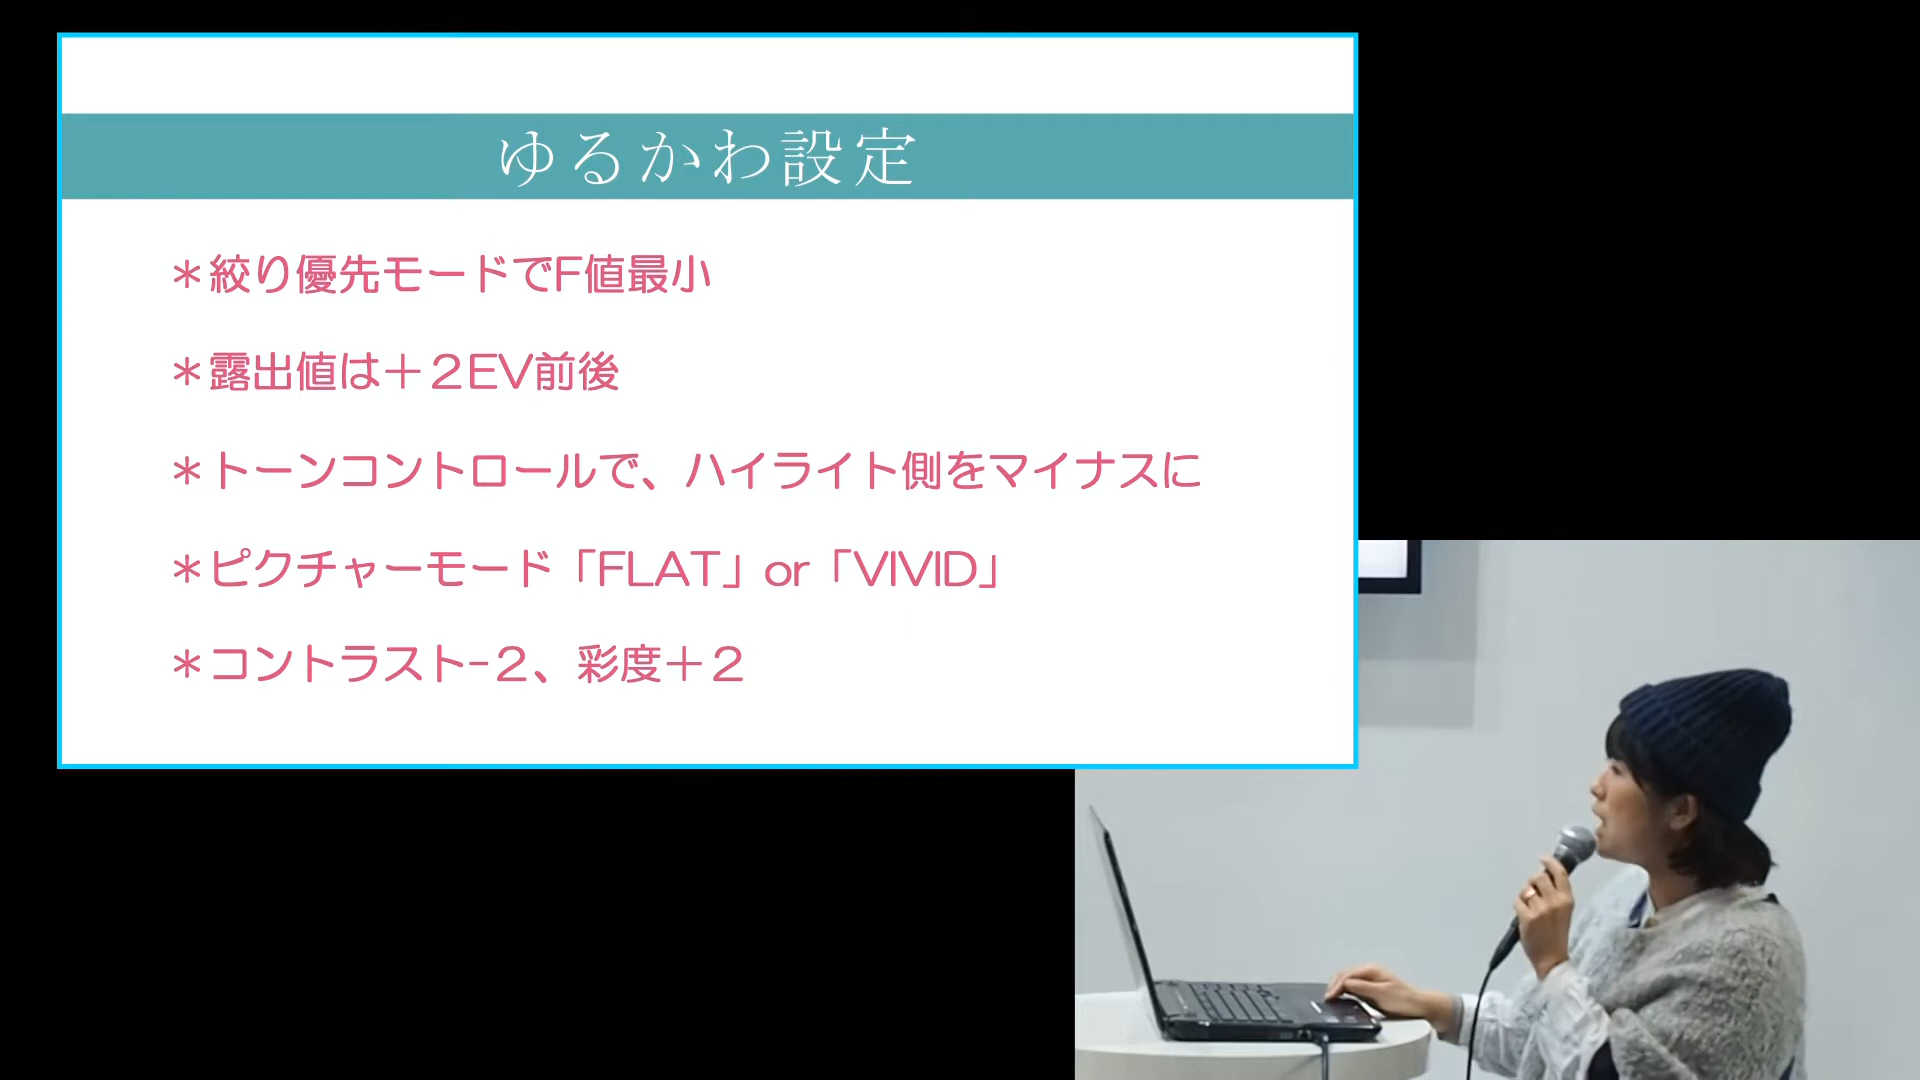 ゆるかわ設定
＊絞り優先モードでF値最小
＊露出値は＋２EV前後
＊トーンコントロールで、ハイライト側をマイナスに
＊ピクチャーモード「FLAT」or「VIVID」
＊コントラスト-２、彩度＋２